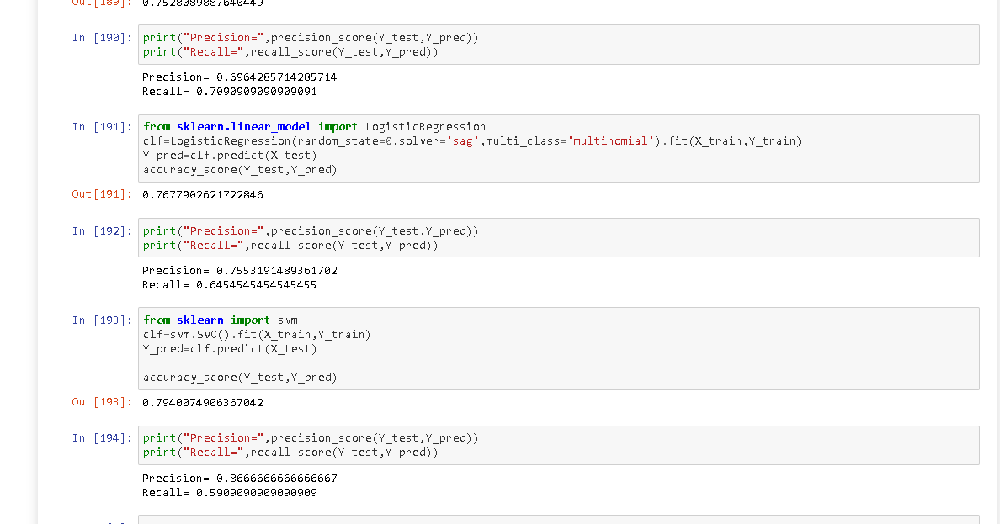 Out[189]: 0.7528089887640449
In [190]: print("Precision=",precision_score(Y_test,Y_pred))
print("Recall=",recall_score(Y_test,Y_pred))
Precision= 0.6964285714285714
Recall= 0.7090909090909091
In [191]: from sklearn.linear_model import LogisticRegression
clf=LogisticRegression(random_state=0,solver='sag',multi_class='multinomial').fit(X_train,Y_train)
Y_pred=clf.predict(X_test)
accuracy_score(Y_test,Y_pred)
Out[191]: 0.7677902621722846
In [192]: print("Precision=",precision_score(Y_test,Y_pred))
print("Recall=",recall_score(Y_test,Y_pred))
Precision= 0.7553191489361702
Recall= 0.6454545454545455
In [193]: from sklearn import svm
clf=svm.SVC().fit(X_train,Y_train)
Y_pred=clf.predict(X_test)
accuracy_score(Y_test,Y_pred)
Out[193]: 0.7940074906367042
In [194]: print("Precision=",precision_score(Y_test,Y_pred))
print("Recall=",recall_score(Y_test,Y_pred))
Precision= 0.8666666666666667
Recall= 0.5909090909090909